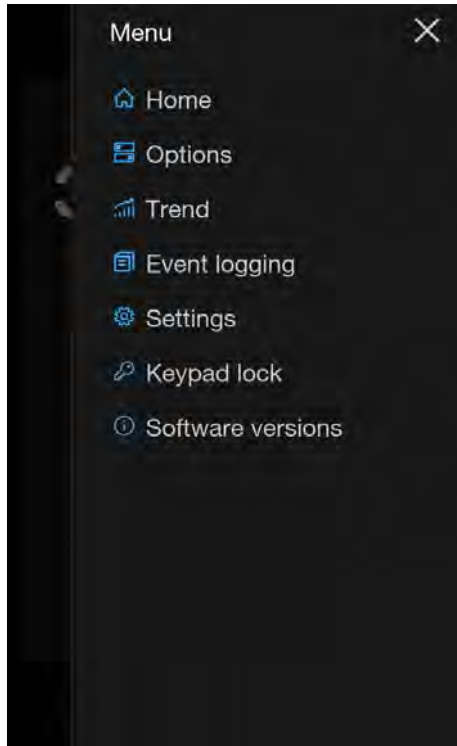 Menu
Home
Options
Trend
Event logging
Settings
Keypad lock
Software versions